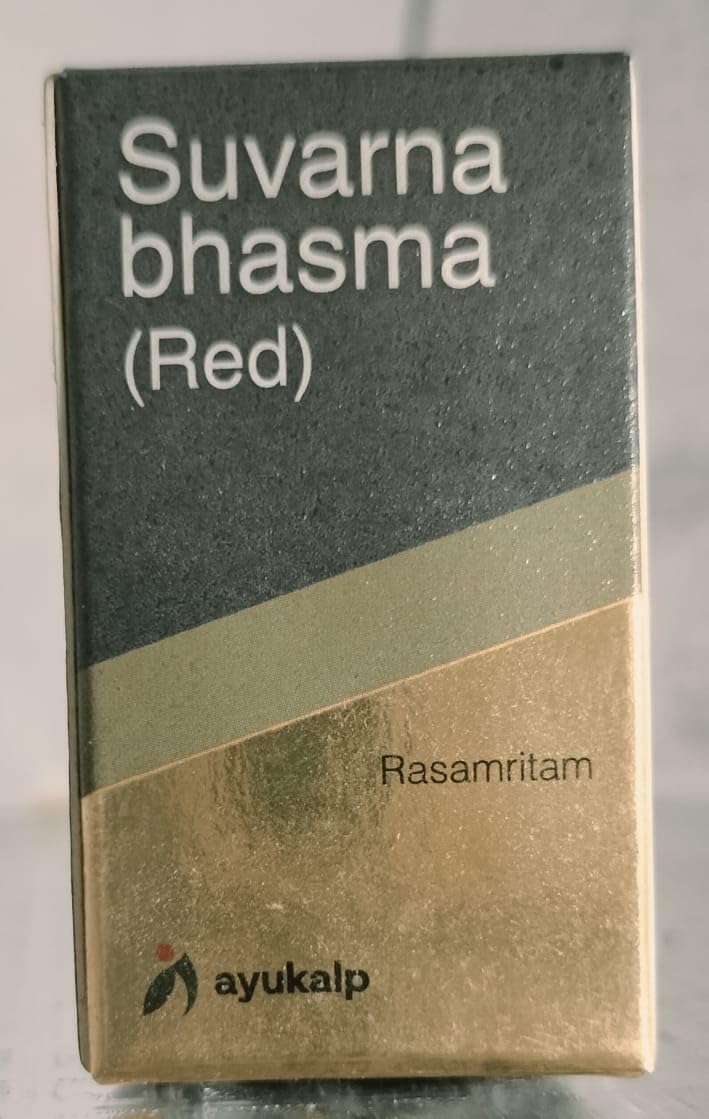 Suvarna
bhasma
(Red)
Rasamritam
ayukalp